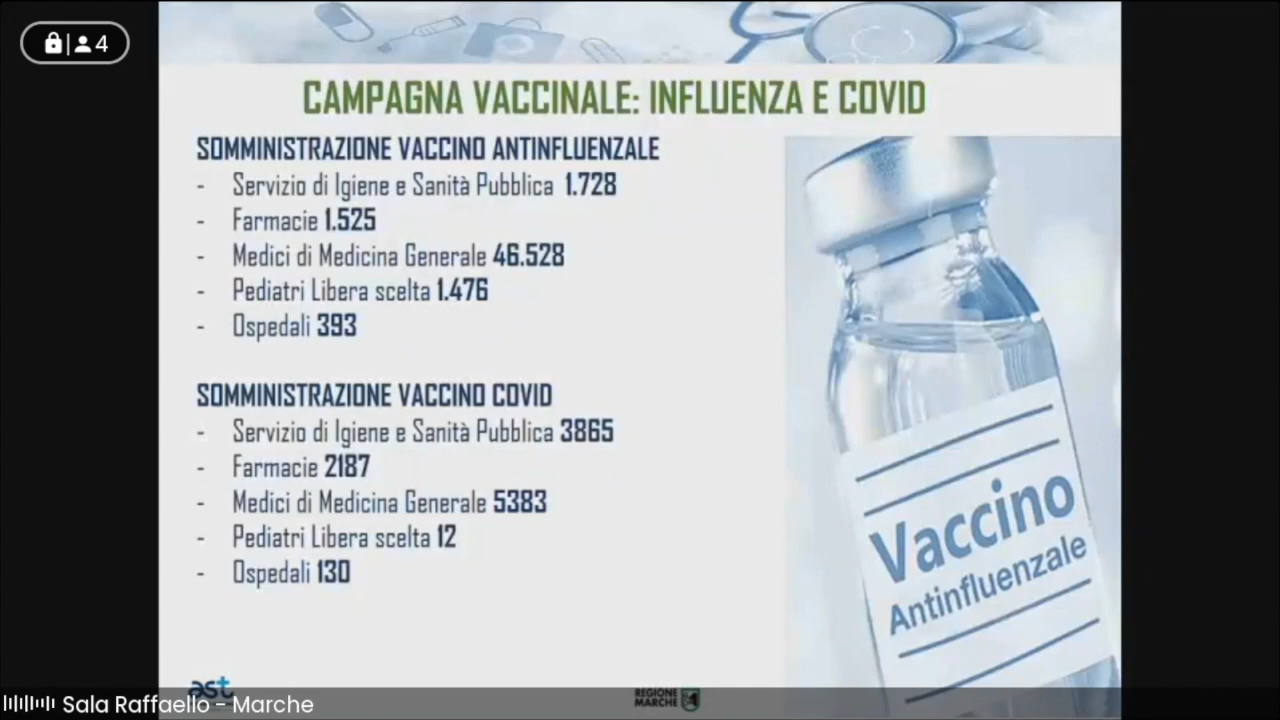 4
CAMPAGNA VACCINALE: INFLUENZA E COVID
SOMMINISTRAZIONE VACCINO ANTINFLUENZALE
- Servizio di Igiene e Sanità Pubblica 1.728
- Farmacie 1.525
- Medici di Medicina Generale 46.528
- Pediatri Libera scelta 1.476
- Ospedali 393
SOMMINISTRAZIONE VACCINO COVID
- Servizio di Igiene e Sanità Pubblica 3865
- Farmacie 2187
- Medici di Medicina Generale 5383
- Pediatri Libera scelta 12
- Ospedali 130
Vaccino
Antinfluenzale
ast
REGIONE
MARCHE
Sala Raffaello - Marche